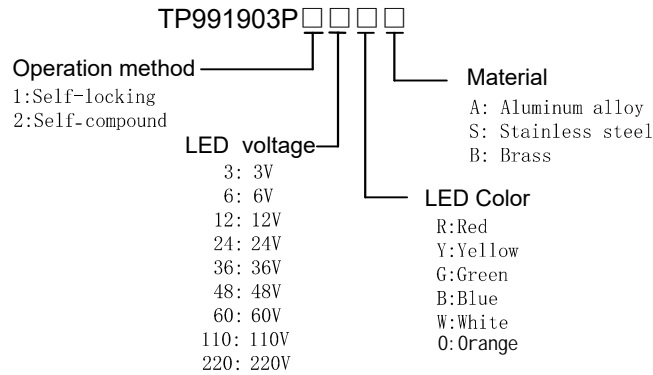 TP991903P□□□□
Operation method
1:Self-locking
2:Self-compound
LED voltage
3: 3V
6: 6V
12: 12V
24: 24V
36: 36V
48: 48V
60: 60V
110: 110V
220: 220V
Material
A: Aluminum alloy
S: Stainless steel
B: Brass
LED Color
R:Red
Y:Yellow
G:Green
B:Blue
W:White
O:Orange